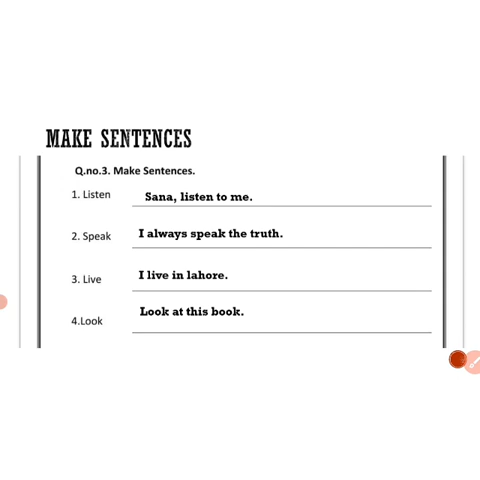 MAKE SENTENCES
Q.no.3. Make Sentences.
1. Listen Sana, listen to me.
2. Speak I always speak the truth.
3. Live I live in lahore.
4.Look Look at this book.